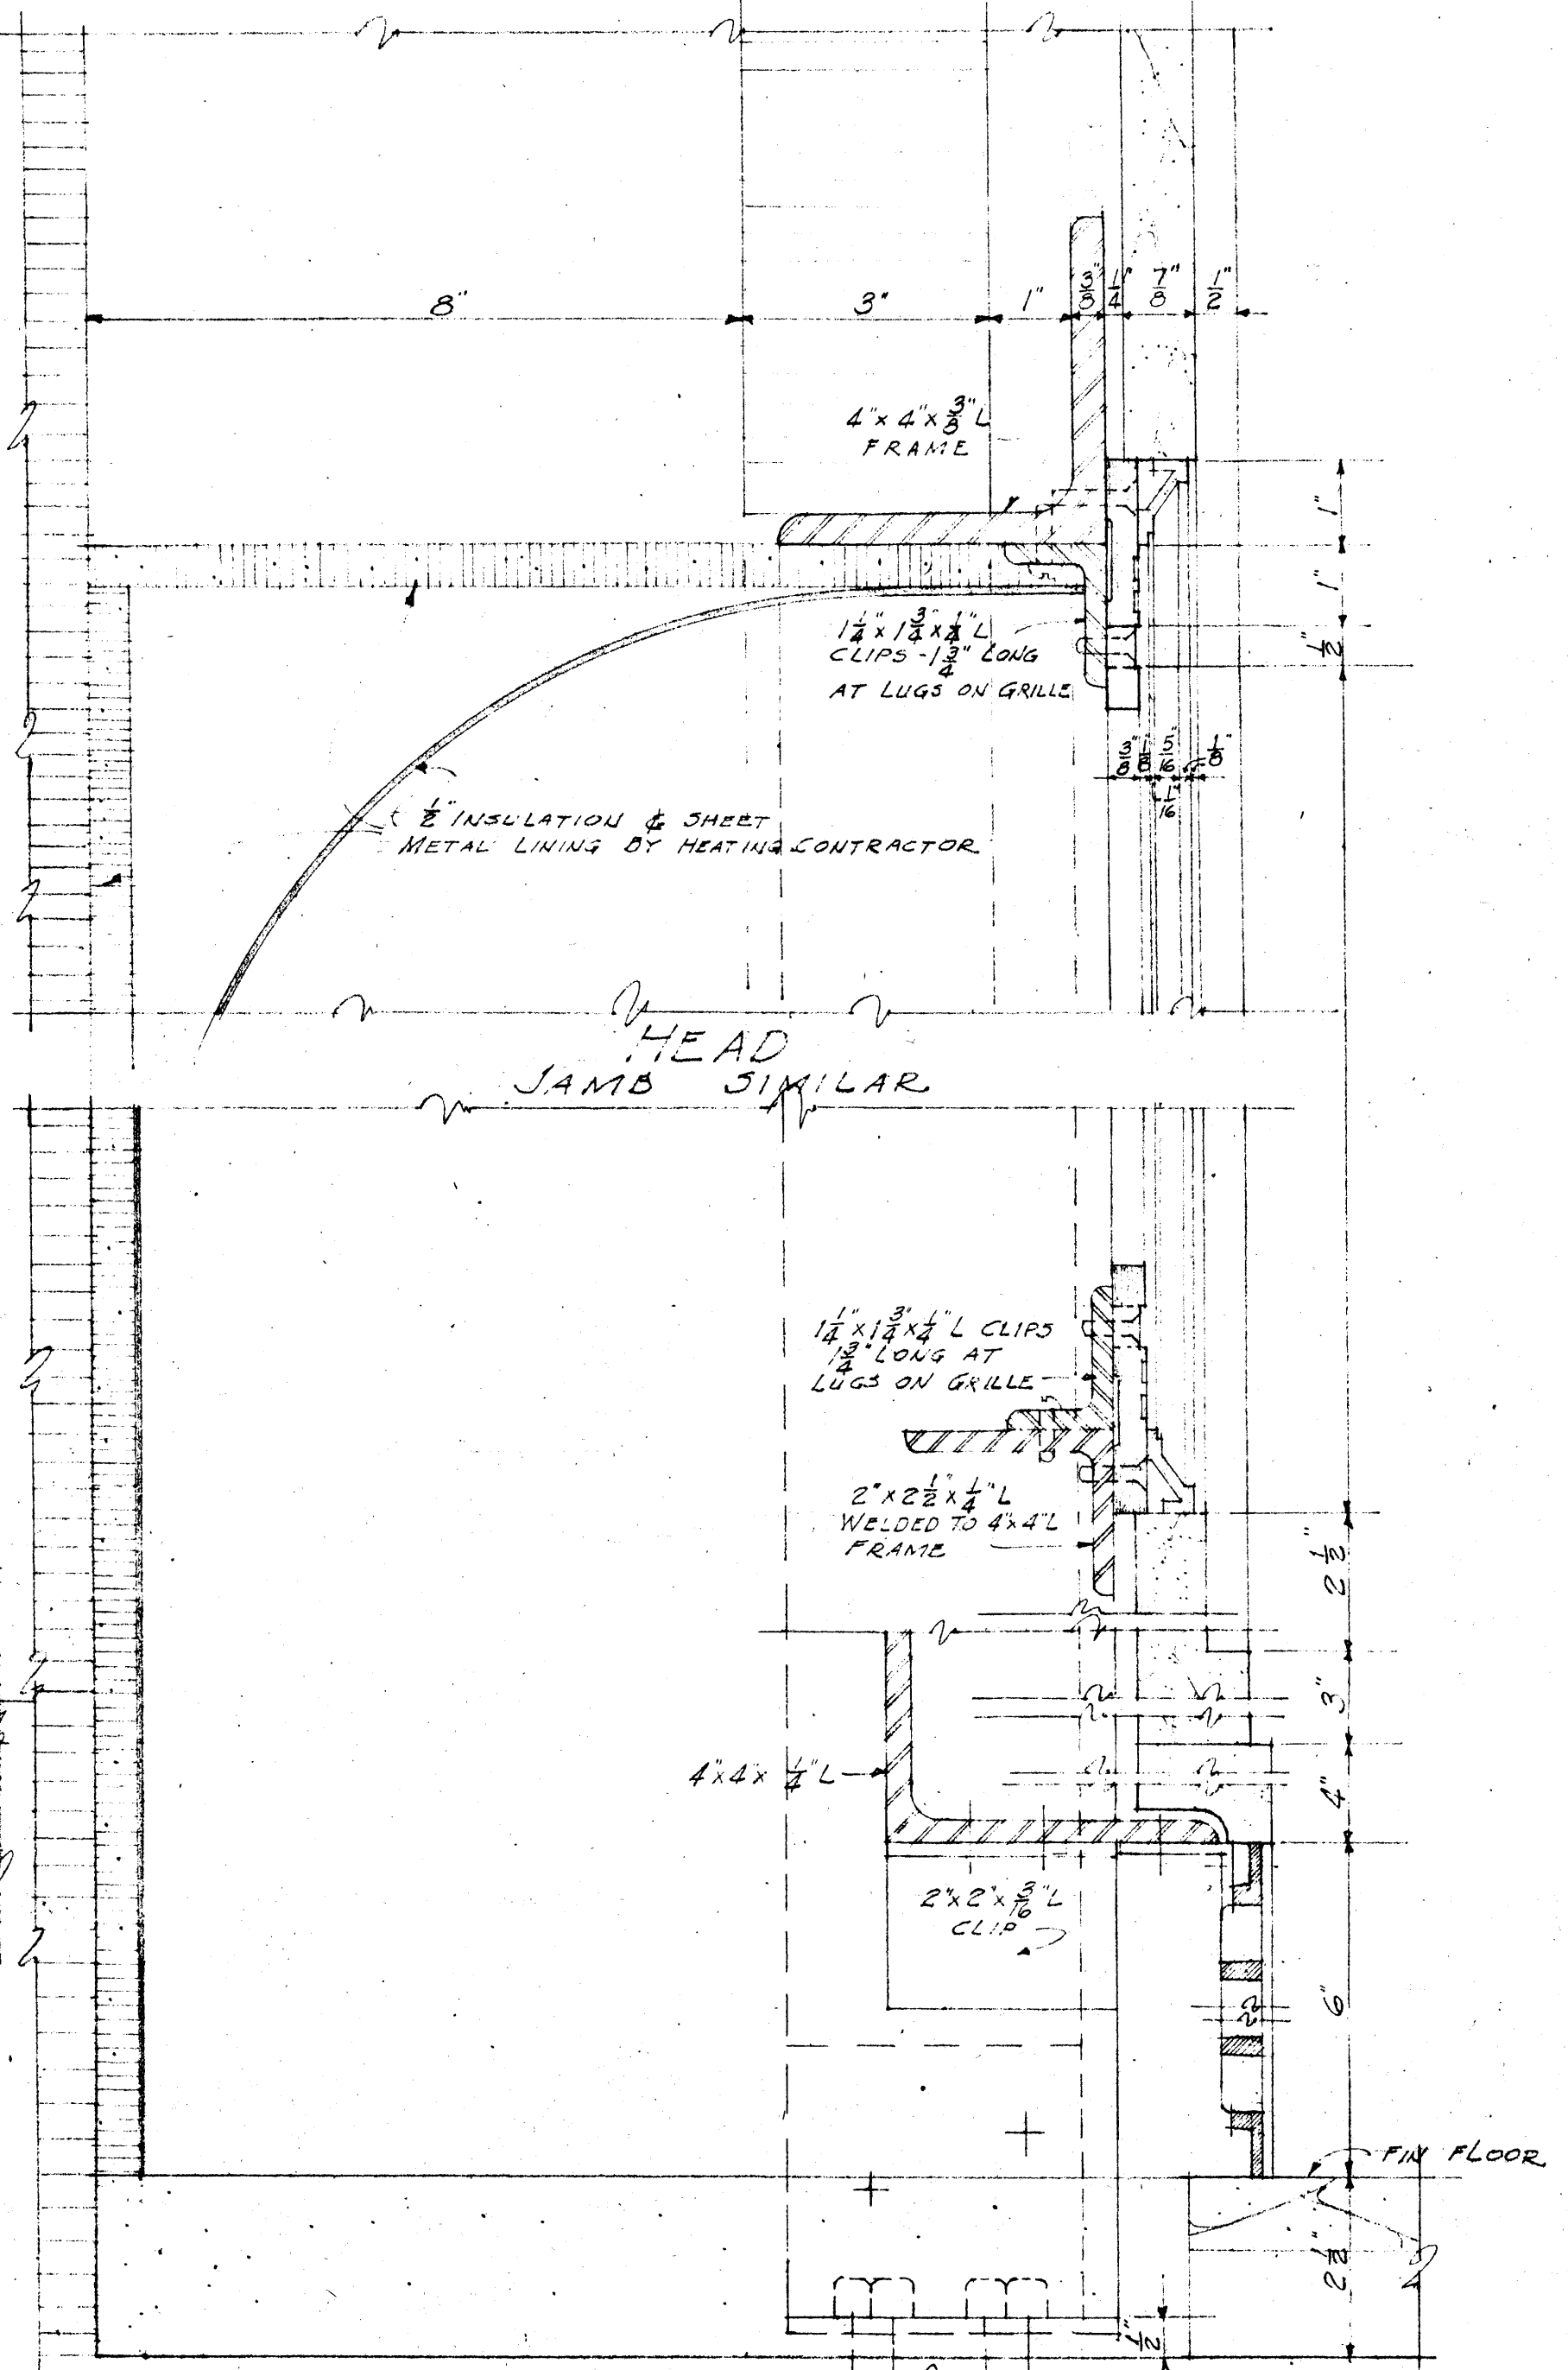 8" 3" 1" 3/8" 1/4" 7/8" 1/2"
4" x 4" x 3/8" L
FRAME
1"
1"
1/2"
1 1/4" x 1 3/4" x 1/4" L
CLIPS - 1 3/4" LONG
AT LUGS ON GRILLE
3/8" 1/8 5/16" 1/8"
1/16
1/2" INSULATION & SHEET
METAL LINING BY HEATING CONTRACTOR
HEAD
JAMB SIMILAR
1 1/4" x 1 3/4" x 1/4" L CLIPS
1 3/4" LONG AT
LUGS ON GRILLE
2" x 2 1/2" x 1/4" L
WELDED TO 4" x 4" L
FRAME
2 1/2"
3"
4" x 4" x 1/4" L
4"
2" x 2" x 3/16" L
CLIP
6"
FIN FLOOR
2 1/2"
1/2"